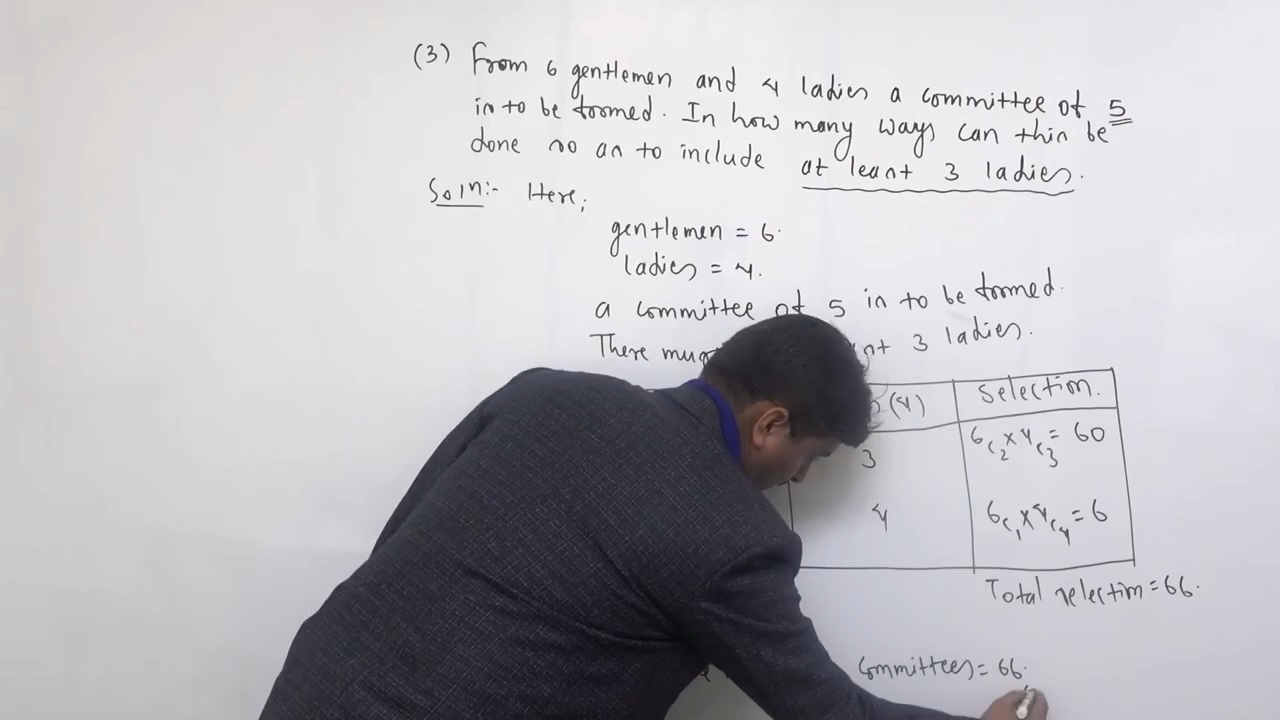 (3) From 6 gentlemen and 4 ladies a committee of 5
is to be formed. In how many ways can this be
done so as to include at least 3 ladies.
Soln:- Here,
gentlemen = 6.
ladies = 4.
a committee of 5 is to be formed.
There 3 ladies.
(4) Selection.
3 6c2 x 4c3 = 60
4 6c1 x 4c4 = 6
Total selection = 66.
committees = 66.